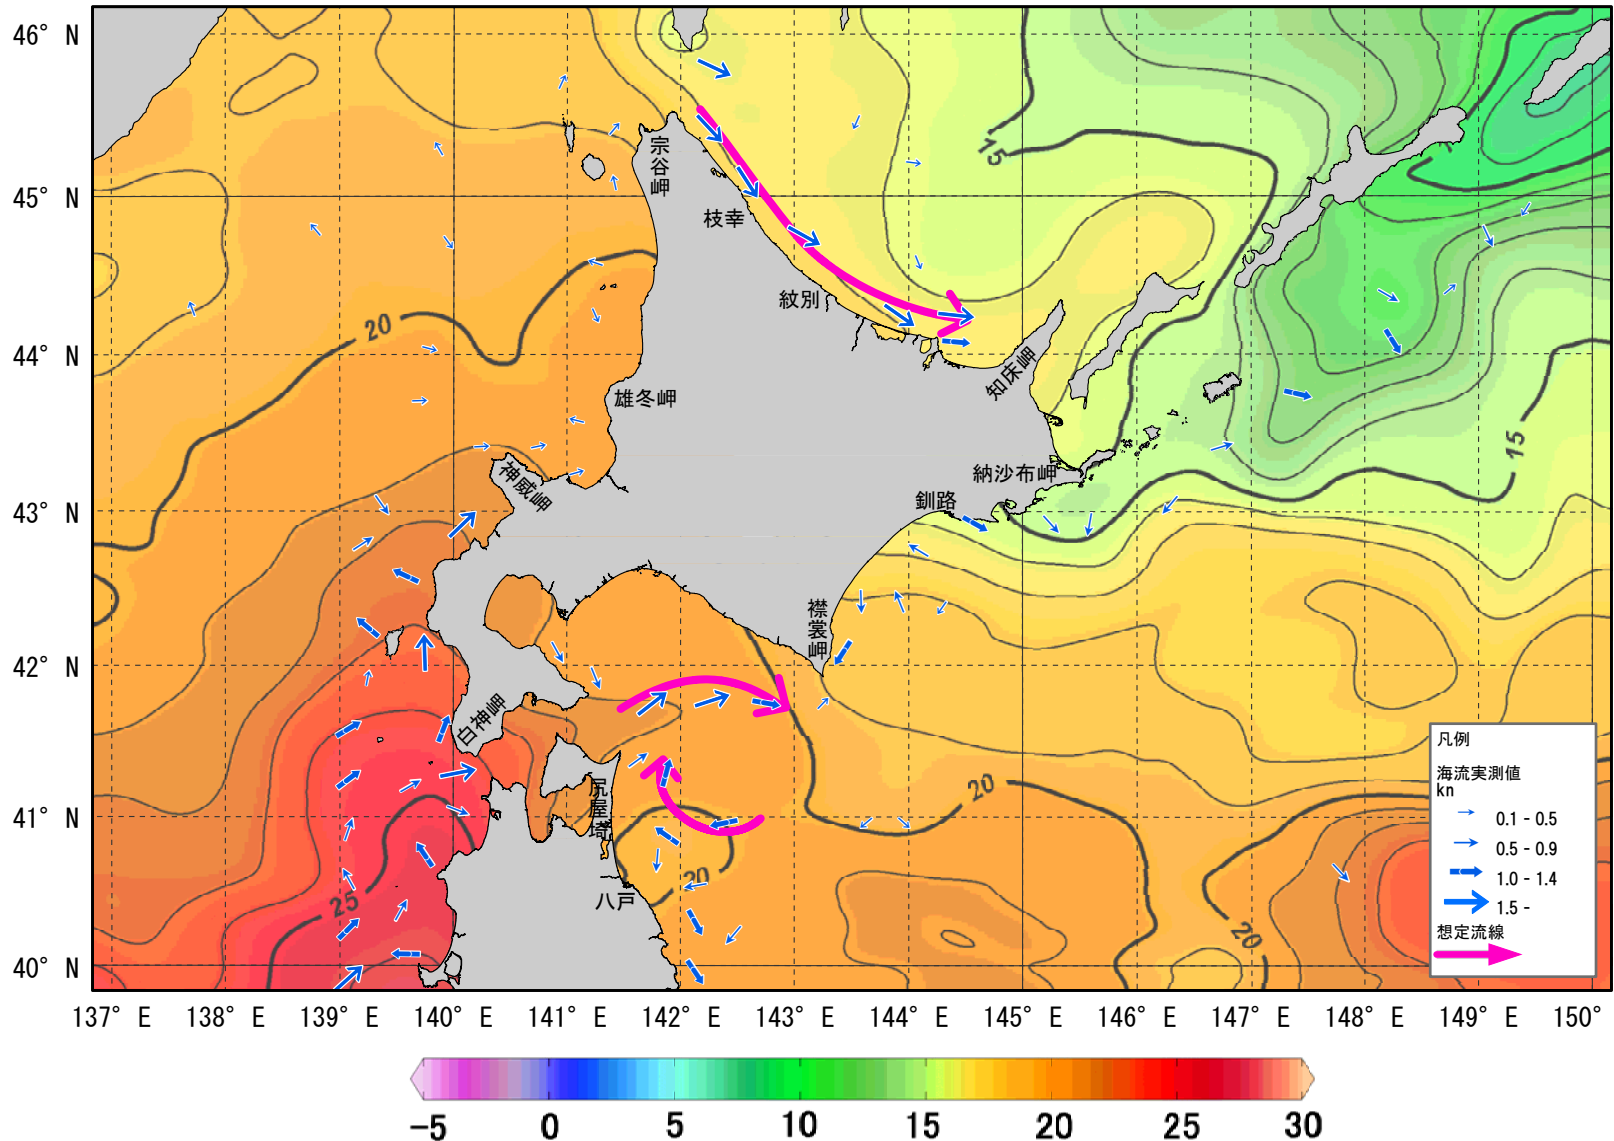 46° N
45° N
44° N
43° N
42° N
41° N
40° N
137° E
138° E
139° E
140° E
141° E
142° E
143° E
144° E
145° E
146° E
147° E
148° E
149° E
150°
宗谷岬
枝幸
紋別
知床岬
雄冬岬
神威岬
納沙布岬
釧路
襟裳岬
白神岬
尻屋埼
八戸
15
20
15
20
20
25
20
凡例
海流実測値
kn
0.1 - 0.5
0.5 - 0.9
1.0 - 1.4
1.5 -
想定流線
-5
0
5
10
15
20
25
30